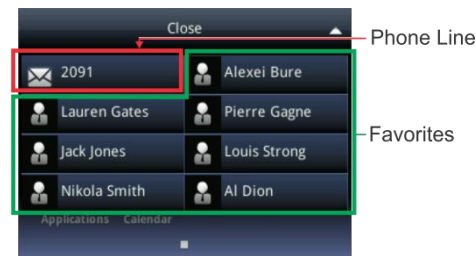 Close
Phone Line
2091
Alexei Bure
Lauren Gates
Pierre Gagne
Favorites
Jack Jones
Louis Strong
Nikola Smith
Al Dion
Applications Calendar